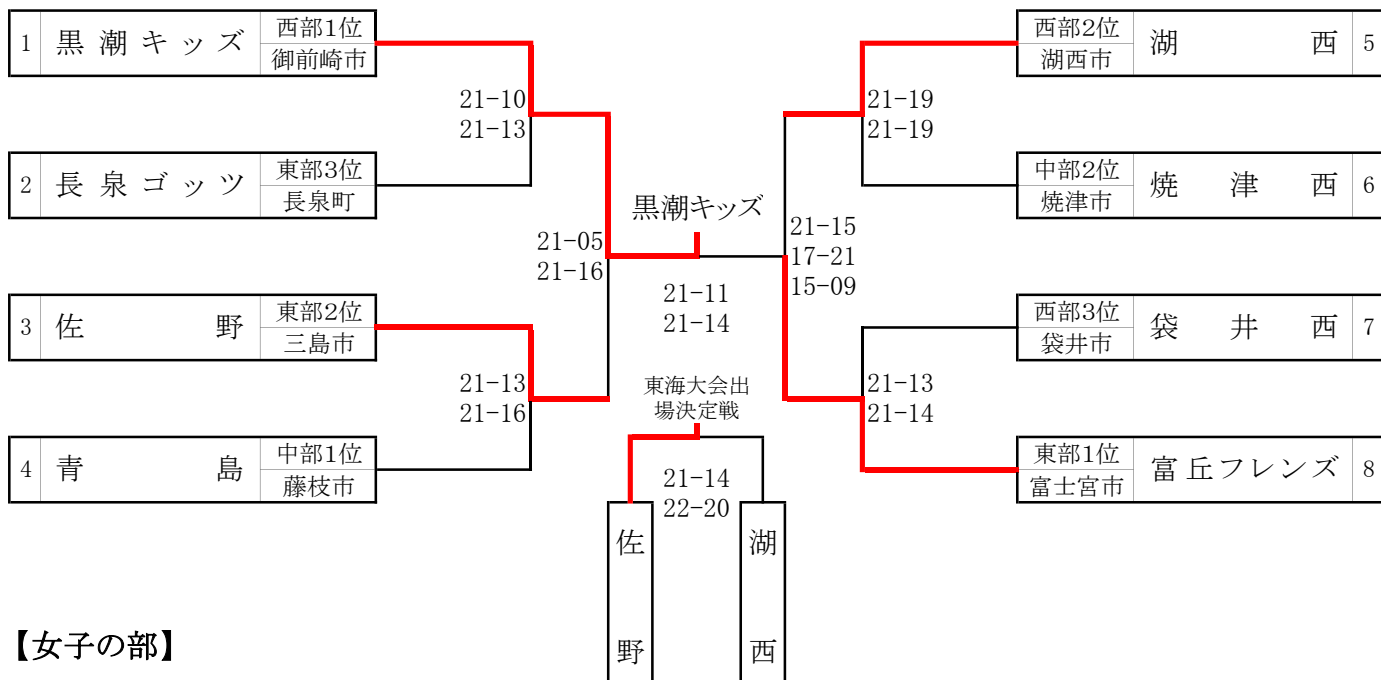 1 黒潮キッズ 西部1位
御前崎市
21-10
21-13
2 長泉ゴッツ 東部3位
長泉町
21-05
21-16
3 佐野 東部2位
三島市
21-13
21-16
4 青島 中部1位
藤枝市
黒潮キッズ
21-11
21-14
東海大会出
場決定戦
21-14
22-20
佐野
湖西
西部2位 湖西 5
湖西市
21-19
21-19
中部2位 焼津西 6
焼津市
21-15
17-21
15-09
西部3位 袋井西 7
袋井市
21-13
21-14
東部1位 富丘フレンズ 8
富士宮市
【女子の部】